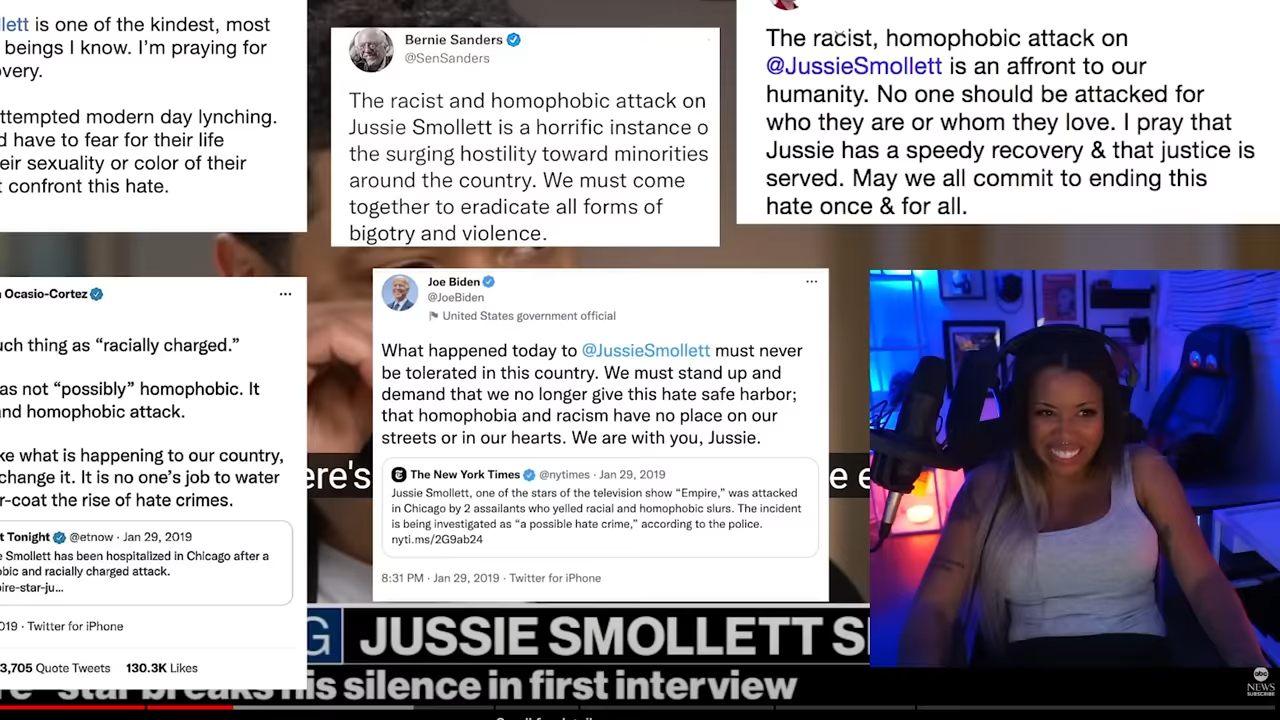 lett is one of the kindest, most
beings I know. I'm praying for
very.
ttempted modern day lynching.
d have to fear for their life
eir sexuality or color of their
t confront this hate.
Bernie Sanders
@SenSanders
The racist and homophobic attack on
Jussie Smollett is a horrific instance o
the surging hostility toward minorities
around the country. We must come
together to eradicate all forms of
bigotry and violence.
The racist, homophobic attack on
@JussieSmollett is an affront to our
humanity. No one should be attacked for
who they are or whom they love. I pray that
Jussie has a speedy recovery & that justice is
served. May we all commit to ending this
hate once & for all.
Ocasio-Cortez
uch thing as “racially charged.”
as not “possibly” homophobic. It
and homophobic attack.
ke what is happening to our country,
change it. It is no one’s job to water
r-coat the rise of hate crimes.
t Tonight @etnow · Jan 29, 2019
e Smollett has been hospitalized in Chicago after a
obic and racially charged attack.
ire-star-ju...
019 · Twitter for iPhone
3,705 Quote Tweets 130.3K Likes
Joe Biden
@JoeBiden
United States government official
What happened today to @JussieSmollett must never
be tolerated in this country. We must stand up and
demand that we no longer give this hate safe harbor;
that homophobia and racism have no place on our
streets or in our hearts. We are with you, Jussie.
The New York Times @nytimes · Jan 29, 2019
Jussie Smollett, one of the stars of the television show “Empire,” was attacked
in Chicago by 2 assailants who yelled racial and homophobic slurs. The incident
is being investigated as “a possible hate crime,” according to the police.
nyti.ms/2G9ab24
8:31 PM · Jan 29, 2019 · Twitter for iPhone
ere's
e e
G JUSSIE SMOLLETT S
star breaks his silence in first interview
abc
NEWS
SUBSCRIBE